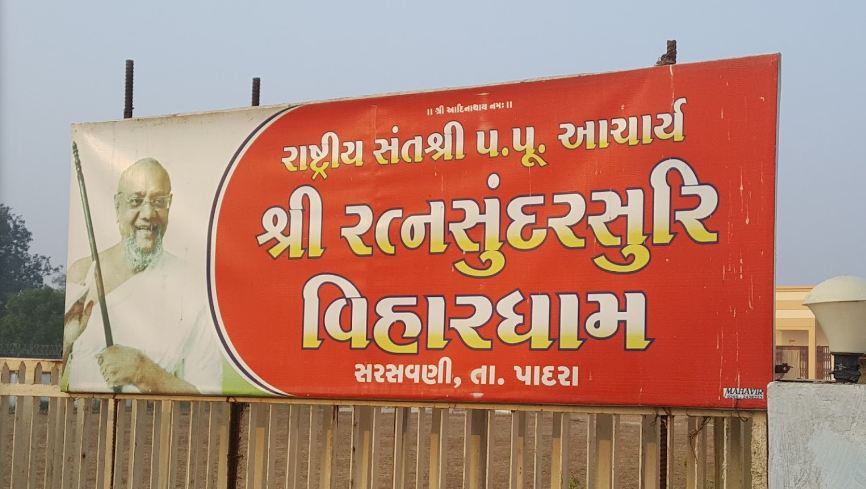 ।। श्री આદિનાથાય નમઃ ।।
રાષ્ટ્રીય સંતશ્રી પ.પૂ. આચાર્ય
શ્રી રત્નસુંદરસુરિ
વિહારધામ
સરસવણી, તા. પાદરા
MAHAVIR